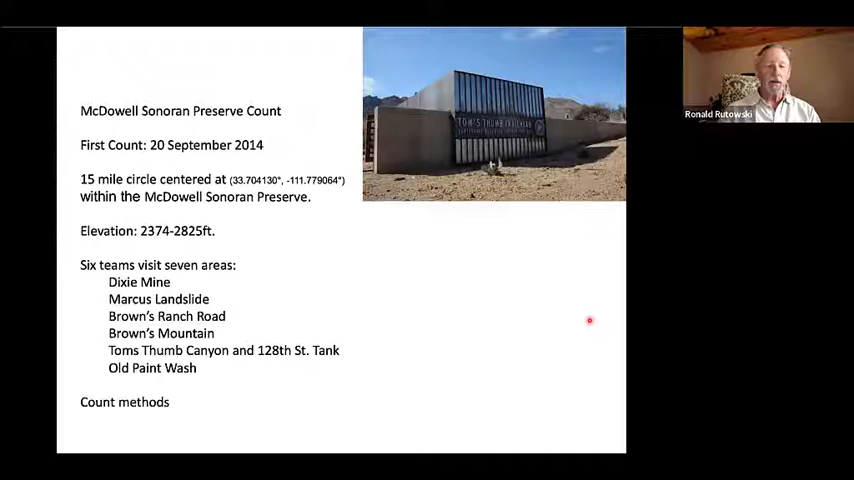 McDowell Sonoran Preserve Count
First Count: 20 September 2014
15 mile circle centered at (33.704130°, -111.779064°)
within the McDowell Sonoran Preserve.
Elevation: 2374-2825ft.
Six teams visit seven areas:
Dixie Mine
Marcus Landslide
Brown's Ranch Road
Brown's Mountain
Toms Thumb Canyon and 128th St. Tank
Old Paint Wash
Count methods
TOM'S THUMB TRAILHEAD
Ronald Rutowski